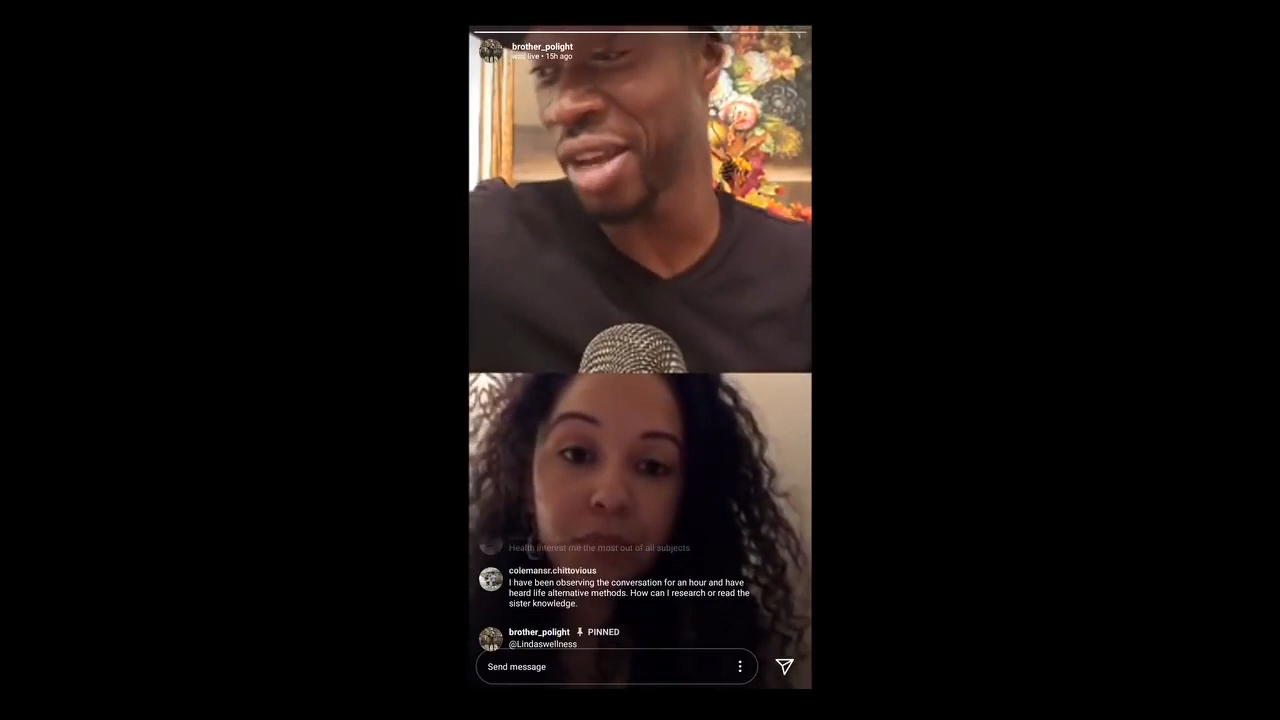 brother_polight
was live • 15h ago
Health interest me the most out of all subjects
colemansr.chittovious
I have been observing the conversation for an hour and have
heard life alternative methods. How can I research or read the
sister knowledge.
brother_polight PINNED
@Lindaswellness
Send message